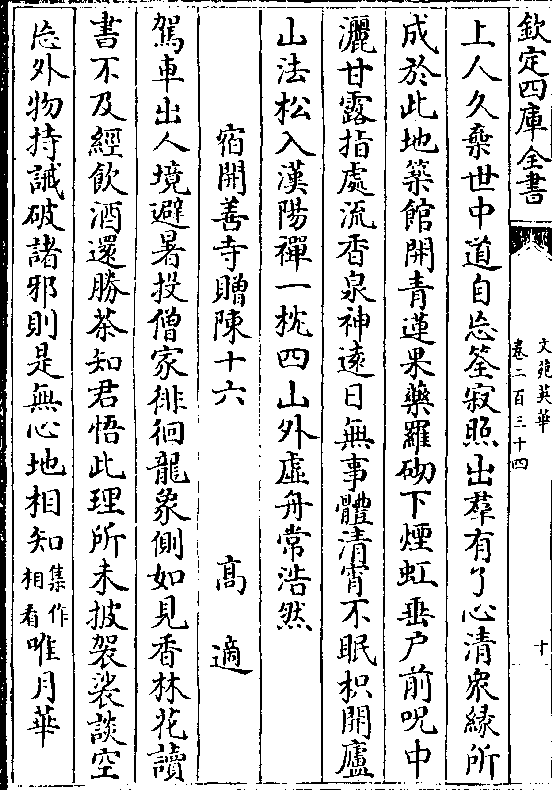 欽定四庫全書
文苑英華
卷二百三十四
十
上人久棄世中道自忘筌寂照出羣有了心清衆緣所
成於此地築館開青蓮果藥羅砌下煙虹垂戶前呪中
灑甘露指處流香泉神遠日無事體清宵不眠枳開廬
山法松入漢陽禪一枕四山外虛舟常浩然
宿開善寺贈陳十六
高適
駕車出人境避暑投僧家徘徊龍象側如見香林花讀
書不及經飲酒還勝茶知君悟此理所未披袈裟談空
忘外物持誡破諸邪則是無心地相知集作相看唯月華